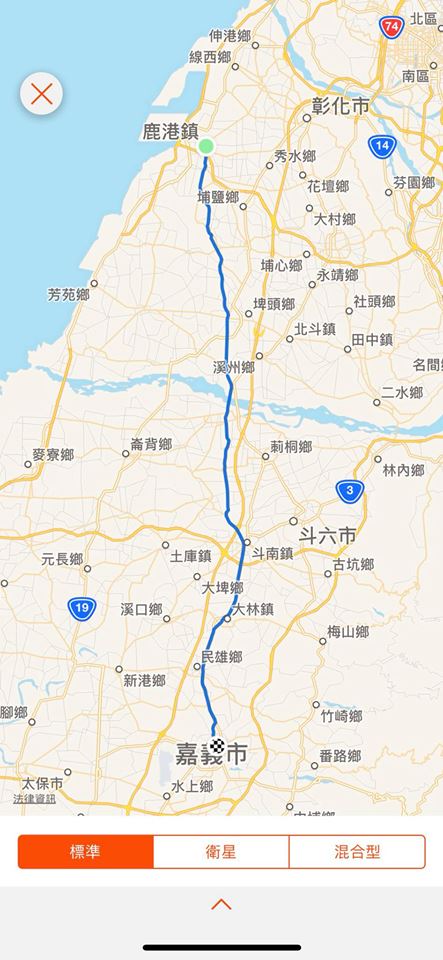 北區
74
伸港鄉
線西鄉
南區
彰化市
鹿港鎮
14
秀水鄉
花壇鄉
芬園鄉
埔鹽鄉
大村鄉
埔心鄉
永靖鄉
芳苑鄉
埤頭鄉
社頭鄉
北斗鎮
田中鎮
溪州鄉
名間
二水鄉
麥寮鄉
崙背鄉
莿桐鄉
林內鄉
3
斗六市
元長鄉
土庫鎮
斗南鎮
古坑鄉
大埤鄉
19
溪口鄉
大林鎮
梅山鄉
民雄鄉
新港鄉
腳鄉
竹崎鄉
嘉義市
番路鄉
太保市
水上鄉
法律資訊
標準
衛星
混合型